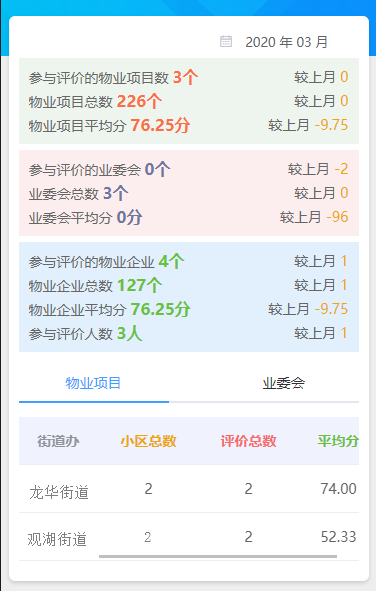 2020 年 03 月
参与评价的物业项目数 3个 较上月 0
物业项目总数 226个 较上月 0
物业项目平均分 76.25分 较上月 -9.75
参与评价的业委会 0个 较上月 -2
业委会总数 3个 较上月 0
业委会平均分 0分 较上月 -96
参与评价的物业企业 4个 较上月 1
物业企业总数 127个 较上月 1
物业企业平均分 76.25分 较上月 -9.75
参与评价人数 3人 较上月 1
物业项目 业委会
街道办 小区总数 评价总数 平均分
龙华街道 2 2 74.00
观湖街道 2 2 52.33